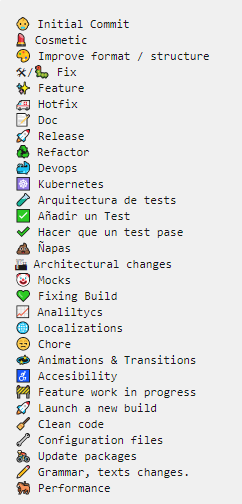 👶 Initial Commit
💄 Cosmetic
🎨 Improve format / structure
🛠/🐛 Fix
✨ Feature
🚑 Hotfix
📝 Doc
🚀 Release
♻ Refactor
📦 Devops
☸ Kubernetes
🧪 Arquitectura de tests
✅ Añadir un Test
✔ Hacer que un test pase
💩 Ñapas
🏭 Architectural changes
🤡 Mocks
💚 Fixing Build
📈 Analiltycs
🌐 Localizations
😑 Chore
👁 Animations & Transitions
♿ Accesibility
🚧 Feature work in progress
🚀 Launch a new build
🧹 Clean code
🔧 Configuration files
🚲 Update packages
✏ Grammar, texts changes.
🐂 Performance